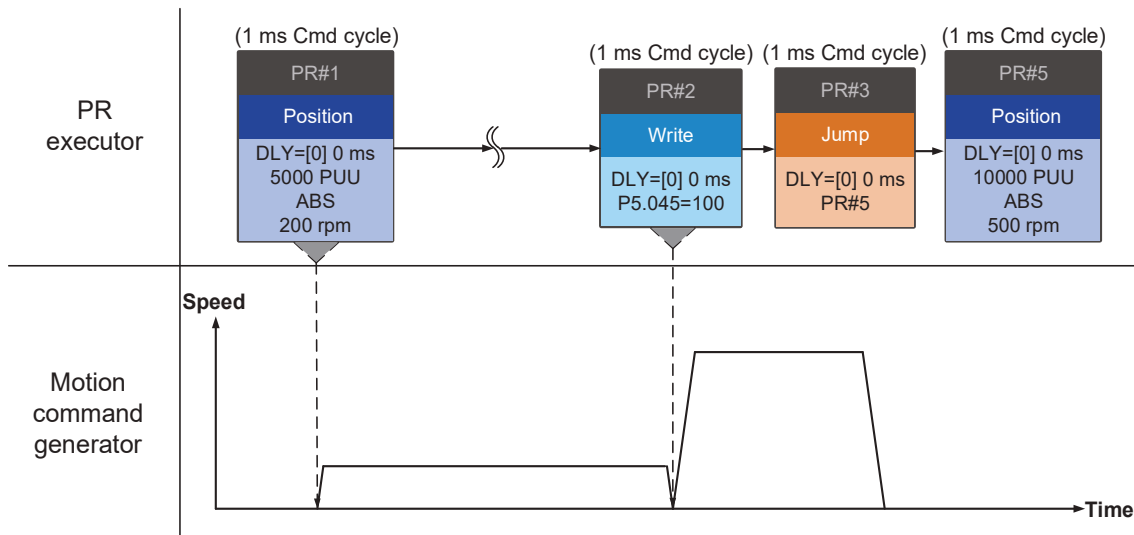 PR
executor
(1 ms Cmd cycle)
PR#1
Position
DLY=[0] 0 ms
5000 PUU
ABS
200 rpm
(1 ms Cmd cycle)
PR#2
Write
DLY=[0] 0 ms
P5.045=100
(1 ms Cmd cycle)
PR#3
Jump
DLY=[0] 0 ms
PR#5
(1 ms Cmd cycle)
PR#5
Position
DLY=[0] 0 ms
10000 PUU
ABS
500 rpm
Motion
command
generator
Speed
Time